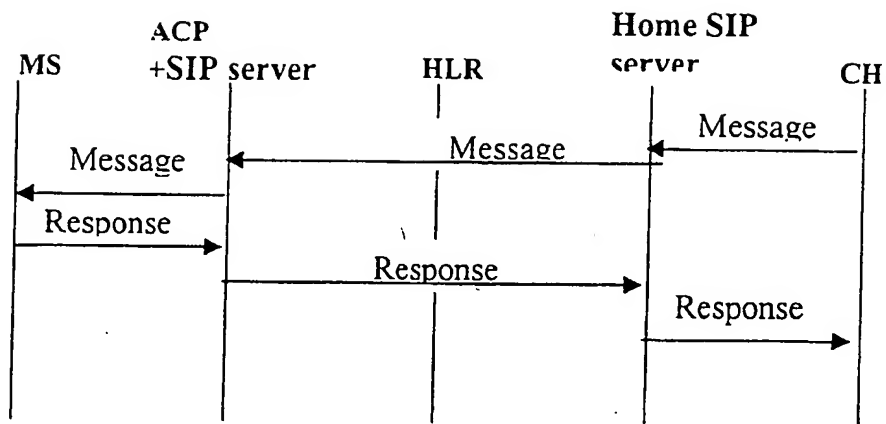 MS
ACP
+SIP server
HLR
Home SIP
server
CH
Message
Message
Message
Response
Response
Response